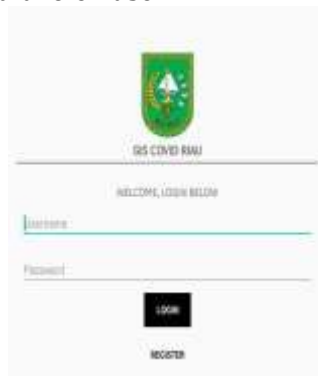 GIS COVID RIAU
WELCOME, LOGIN BELOW
Username
Password
LOGIN
REGISTER